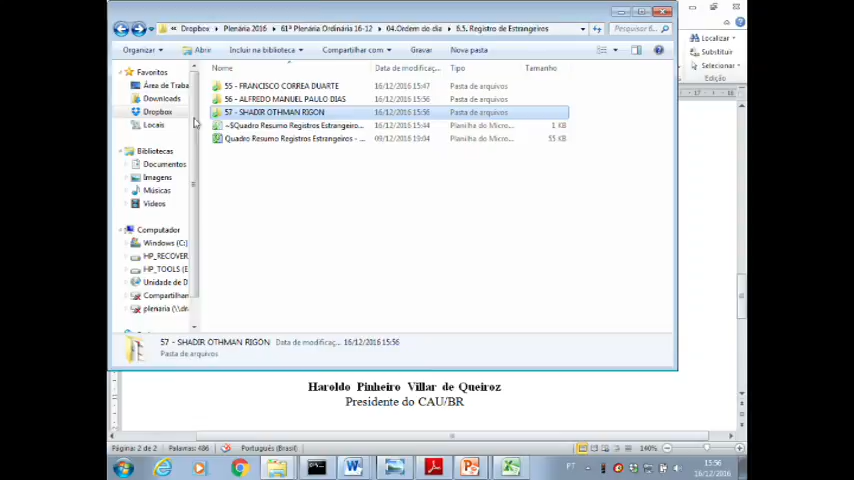 Dropbox ▸ Plenária 2016 ▸ 61ª Plenária Ordinária 16-12 ▸ 04.Ordem do dia ▸ 6.5. Registro de Estrangeiros
Pesquisar 6....
Organizar
Abrir
Incluir na biblioteca
Compartilhar com
Gravar
Nova pasta
Localizar
Substituir
Selecionar
Edição
Nome
Data de modificaç...
Tipo
Tamanho
55 - FRANCISCO CORREA DUARTE 16/12/2016 15:47 Pasta de arquivos
56 - ALFREDO MANUEL PAULO DIAS 16/12/2016 15:56 Pasta de arquivos
57 - SHADIR OTHMAN RIGON 16/12/2016 15:56 Pasta de arquivos
~$Quadro Resumo Registros Estrangeiro... 16/12/2016 15:44 Planilha do Micro... 1 KB
Quadro Resumo Registros Estrangeiros - ... 09/12/2016 19:04 Planilha do Micro... 55 KB
Favoritos
Área de Traba
Downloads
Dropbox
Locais
Bibliotecas
Documentos
Imagens
Músicas
Vídeos
Computador
Windows (C:)
HP_RECOVER
HP_TOOLS (E
Unidade de D
Compartilhan
plenaria (\\dra
57 - SHADIR OTHMAN RIGON Data de modificaç... 16/12/2016 15:56
Pasta de arquivos
Haroldo Pinheiro Villar de Queiroz
Presidente do CAU/BR
Página: 2 de 2
Palavras: 486
Português (Brasil)
140%
PT
15:56
16/12/2016